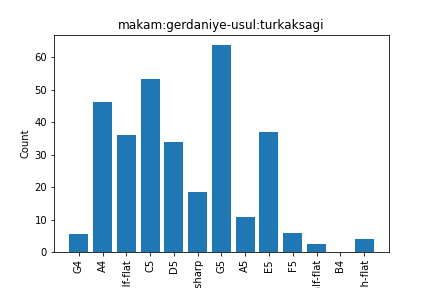 makam:gerdaniye-usul:turkaksagi
Count
60
50
40
30
20
10
0
G4
A4
lf-flat
C5
D5
sharp
G5
A5
E5
F5
lf-flat
B4
h-flat